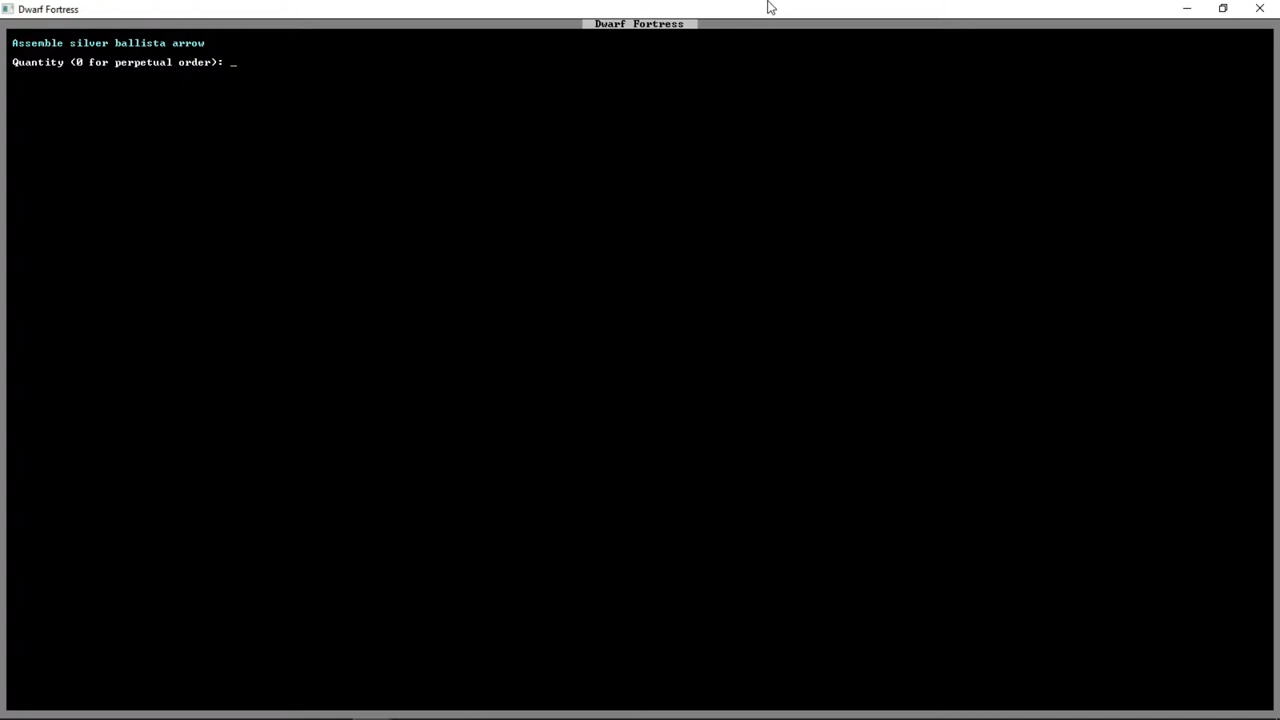 Dwarf Fortress
Dwarf Fortress
Assemble silver ballista arrow
Quantity (0 for perpetual order): _